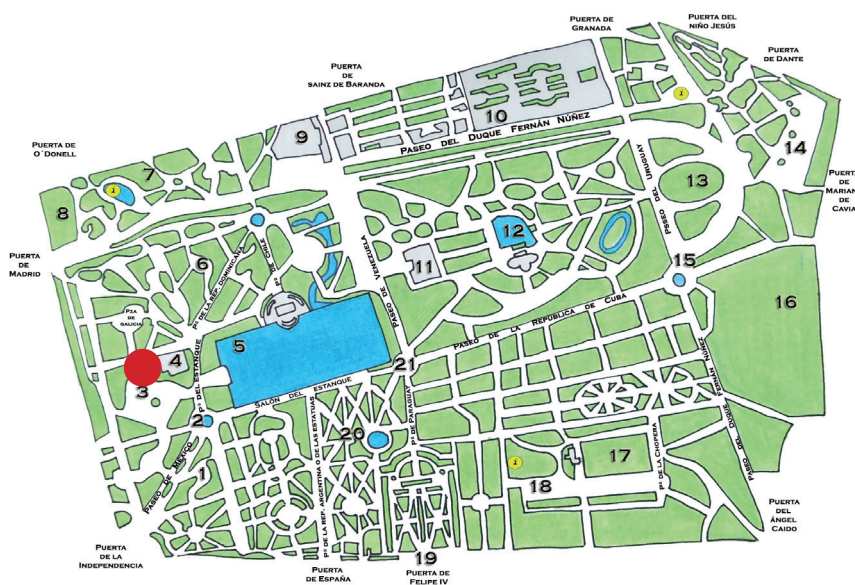 PUERTA DE
GRANADA
PUERTA DEL
NIÑO JESÚS
PUERTA
DE DANTE
PUERTA
DE
SAINZ DE BARANDA
10
PASEO DEL DUQUE FERNÁN NÚÑEZ
i
9
14
PUERTA DE
O´DONELL
7
i
8
PASEO DEL URUGUAY
13
PUERTA
DE
MARIANO
DE CAVIA
12
PUERTA
DE
MADRID
6
Pº DE LA REP. DOMINICANA
Pº DE CHILE
PASEO DE VENEZUELA
11
15
16
PZA
DE
GALICIA
5
PASEO DE LA REPÚBLICA DE CUBA
4
3
Pº DEL ESTANQUE
SALÓN DEL ESTANQUE
21
PASEO DEL DUQUE FERNÁN NÚÑEZ
2
20
Pº DE PARAGUAY
PASEO DE MÉXICO
1
Pº DE LA REP. ARGENTINA O DE LAS ESTATUAS
i
18
17
Pº DE LA CHOPERA
PUERTA
DEL
ÁNGEL
CAIDO
PUERTA
DE LA
INDEPENDENCIA
PUERTA
DE ESPAÑA
19
PUERTA DE
FELIPE IV